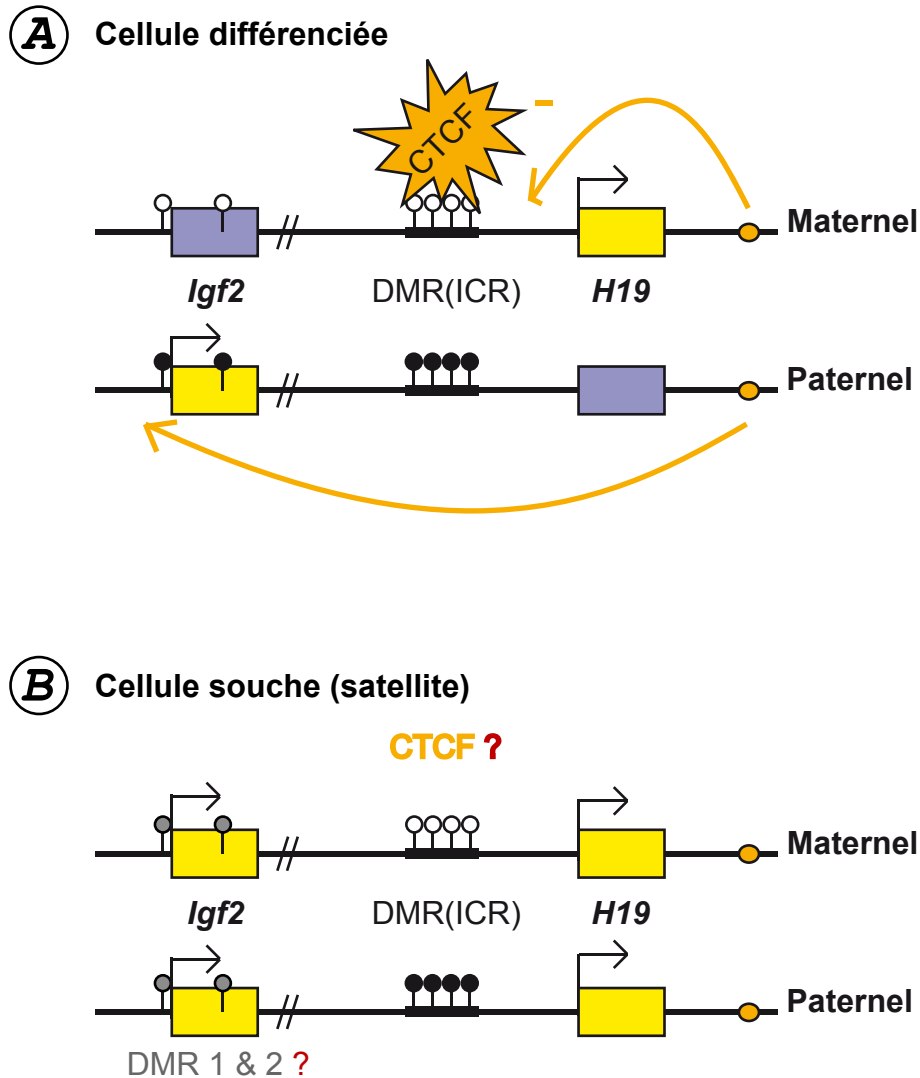 A Cellule différenciée
CTCF
-
Maternel
Igf2 // DMR(ICR) H19
Paternel
//
B Cellule souche (satellite)
CTCF ?
Maternel
//
Igf2 DMR(ICR) H19
Paternel
//
DMR 1 & 2 ?